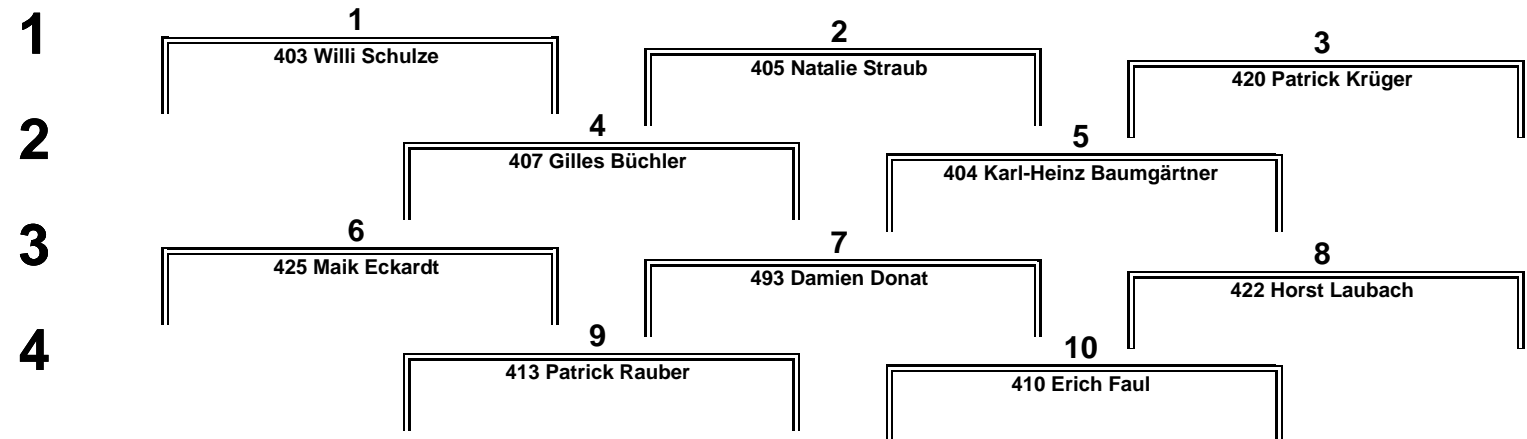 1
1
2
3
403 Willi Schulze
405 Natalie Straub
420 Patrick Krüger
2
4
5
407 Gilles Büchler
404 Karl-Heinz Baumgärtner
3
6
7
8
425 Maik Eckardt
493 Damien Donat
422 Horst Laubach
4
9
10
413 Patrick Rauber
410 Erich Faul